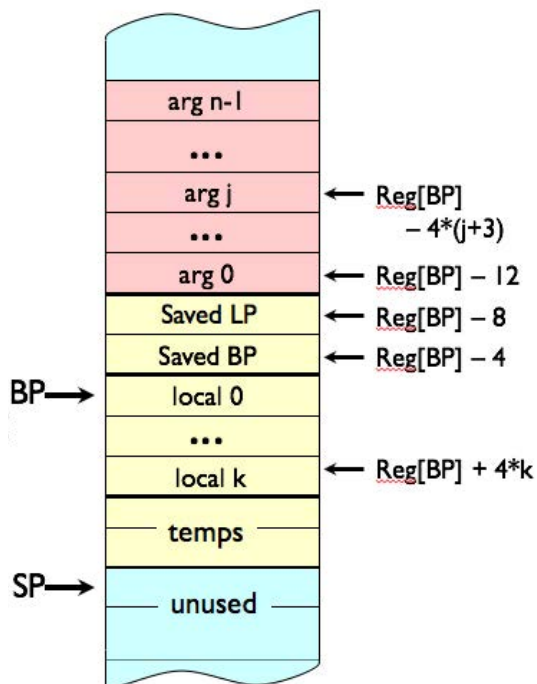 arg n-1
...
arg j
Reg[BP]
– 4*(j+3)
...
arg 0
Reg[BP] – 12
Saved LP
Reg[BP] – 8
Saved BP
Reg[BP] – 4
BP
local 0
...
local k
Reg[BP] + 4*k
temps
SP
unused